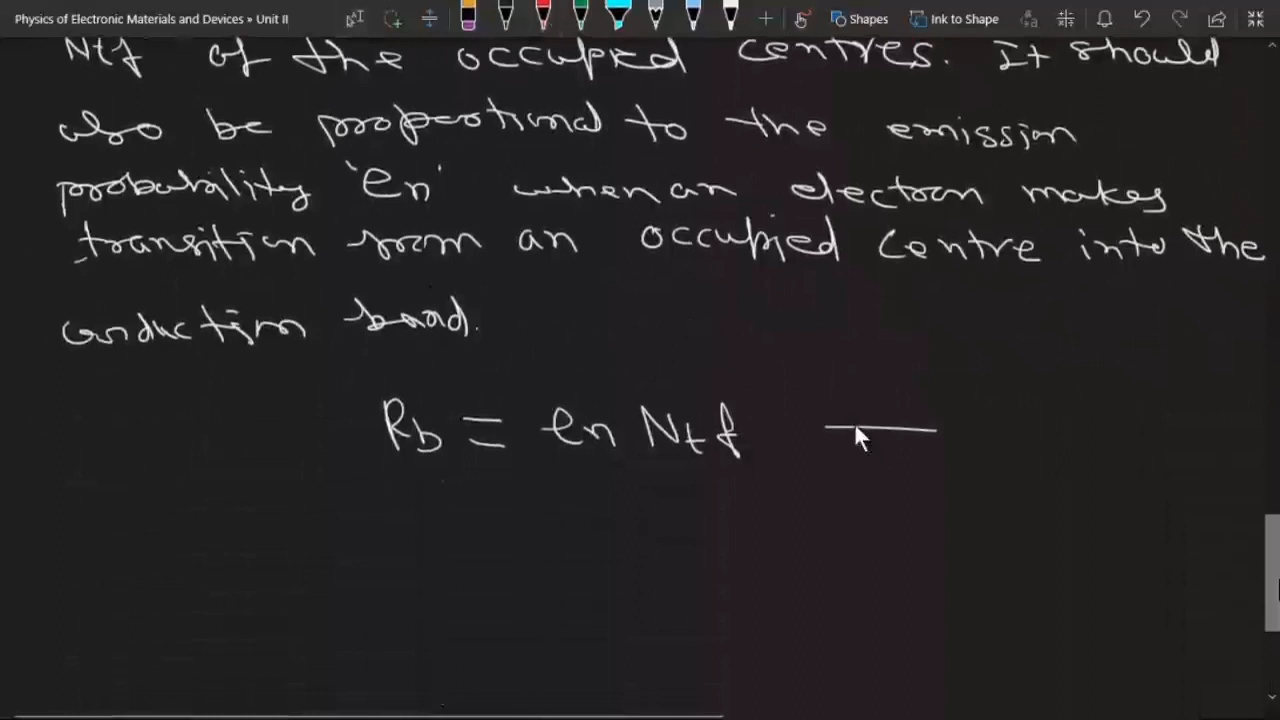 Physics of Electronic Materials and Devices » Unit II
Shapes
Ink to Shape
Ntf of the occupied centres. It should
also be proportional to the emission
probability 'en' when an electron makes
transition from an occupied centre into the
conduction band.
Rb = en Nt f